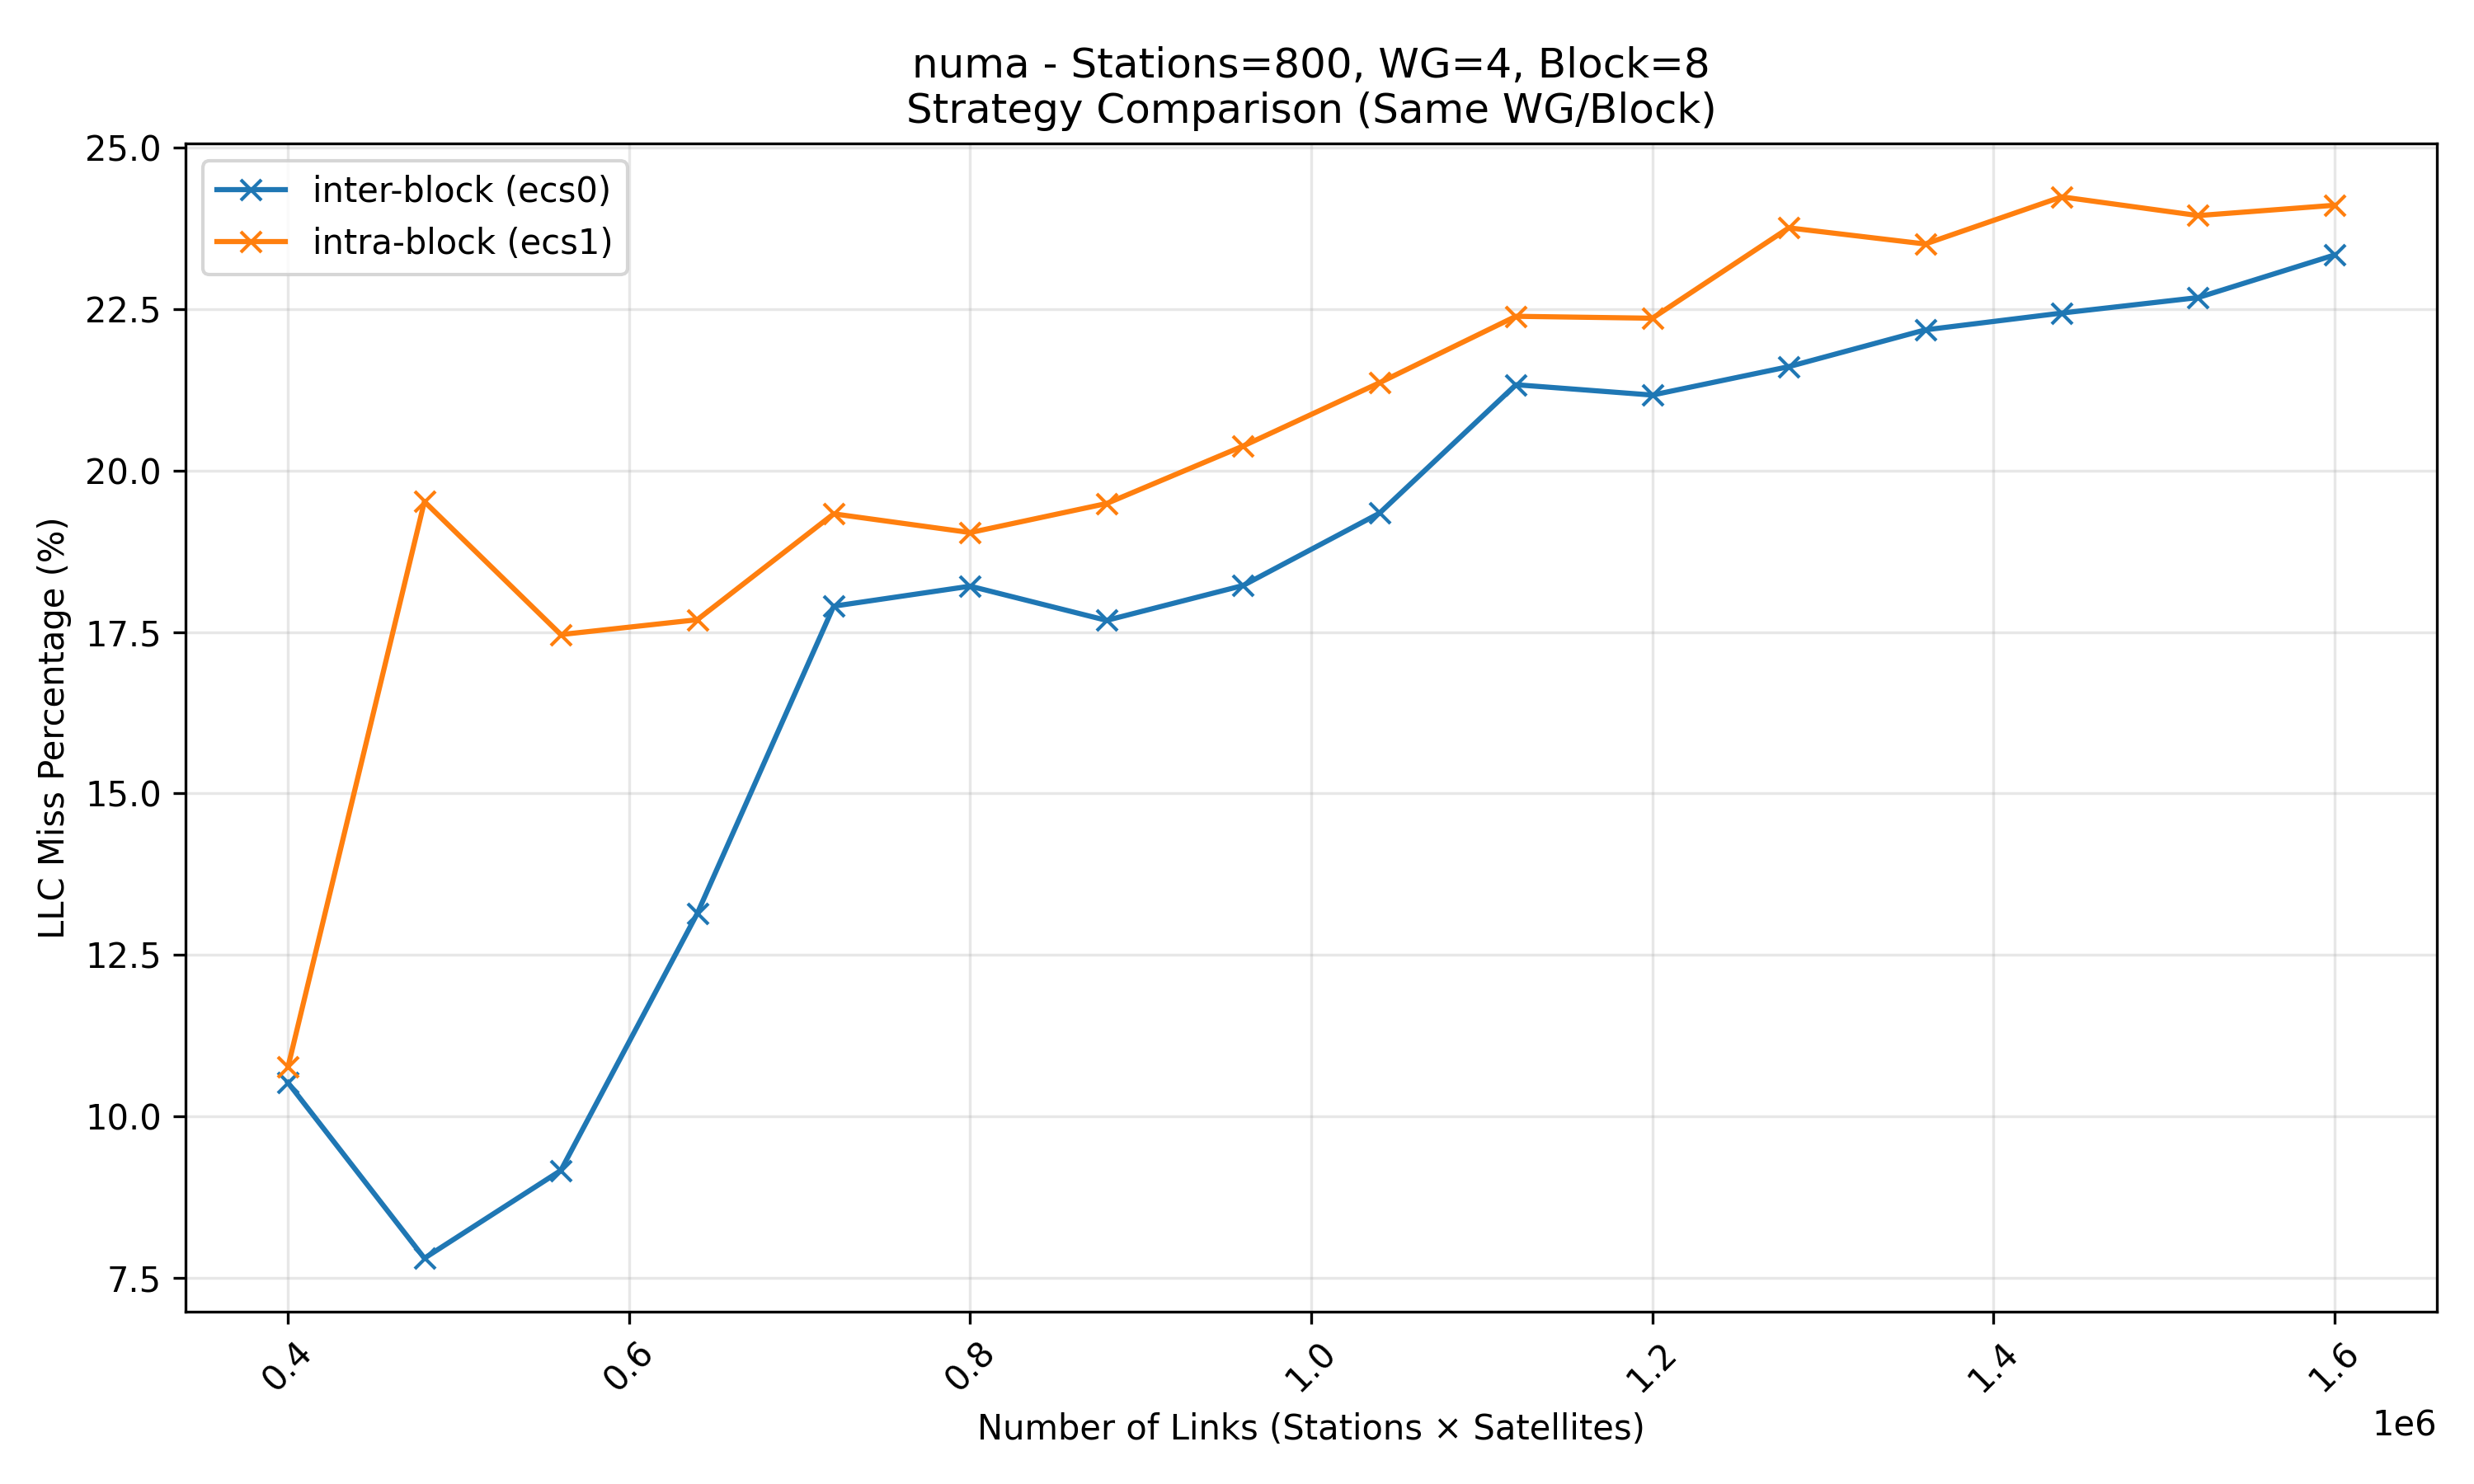 numa - Stations=800, WG=4, Block=8
Strategy Comparison (Same WG/Block)
inter-block (ecs0)
intra-block (ecs1)
LLC Miss Percentage (%)
25.0
22.5
20.0
17.5
15.0
12.5
10.0
7.5
0.4
0.6
0.8
1.0
1.2
1.4
1.6
1e6
Number of Links (Stations × Satellites)